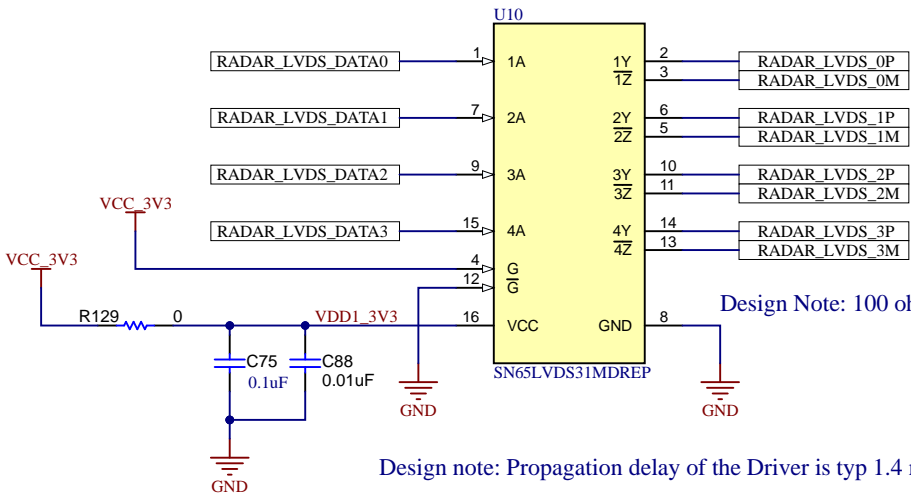 U10
RADAR_LVDS_DATA0 1 1A 1Y 2 RADAR_LVDS_0P
1Z 3 RADAR_LVDS_0M
RADAR_LVDS_DATA1 7 2A 2Y 6 RADAR_LVDS_1P
2Z 5 RADAR_LVDS_1M
RADAR_LVDS_DATA2 9 3A 3Y 10 RADAR_LVDS_2P
3Z 11 RADAR_LVDS_2M
VCC_3V3
RADAR_LVDS_DATA3 15 4A 4Y 14 RADAR_LVDS_3P
4Z 13 RADAR_LVDS_3M
VCC_3V3
4 G
12 G
Design Note: 100 oh
R129 0 VDD1_3V3 16 VCC GND 8
C75 0.1uF
C88 0.01uF
SN65LVDS31MDREP
GND
GND
GND
Design note: Propagation delay of the Driver is typ 1.4